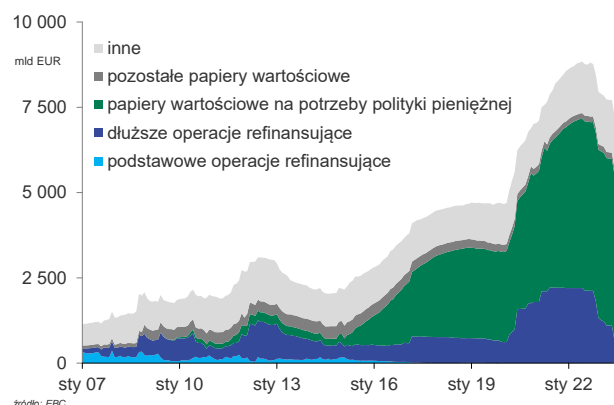 10 000
mld EUR
7 500
5 000
2 500
0
inne
pozostałe papiery wartościowe
papiery wartościowe na potrzeby polityki pieniężnej
dłuższe operacje refinansujące
podstawowe operacje refinansujące
sty 07 sty 10 sty 13 sty 16 sty 19 sty 22
źródło: EBC